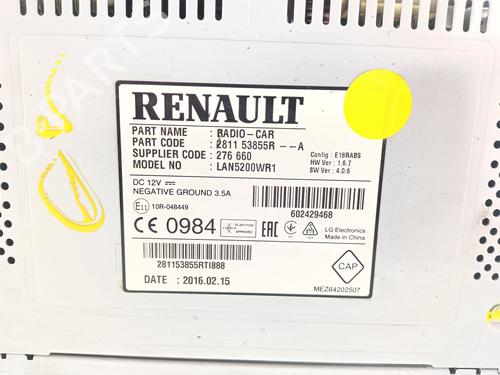 RENAULT
PART NAME : RADIO-CAR
PART CODE : 281153855R--A
SUPPLIER CODE : 276 660
MODEL NO : LAN5200WR1
Config : E16RABS
HW Ver : 1.6.7
SW Ver : 4.0.6
DC 12V
NEGATIVE GROUND 3.5A
E11 10R-048449
602429468
CE 0984
EAC
LG Electronics
Made in China
281153855RTI888
DATE : 2016.02.15
CAP
MEZ64202507